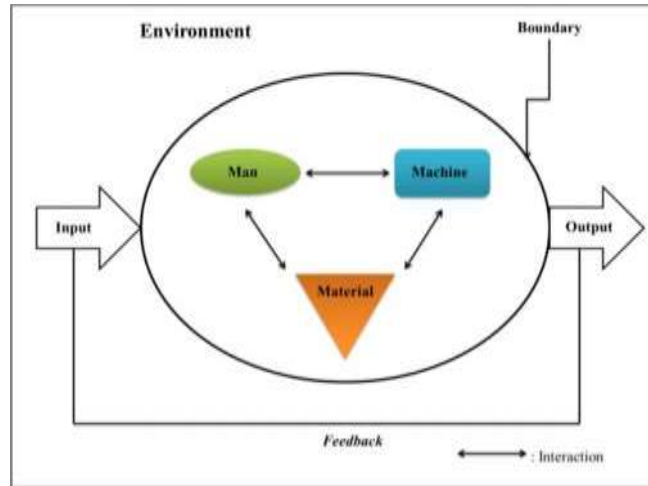 Environment
Boundary
Man
Machine
Input
Output
Material
Feedback
: Interaction